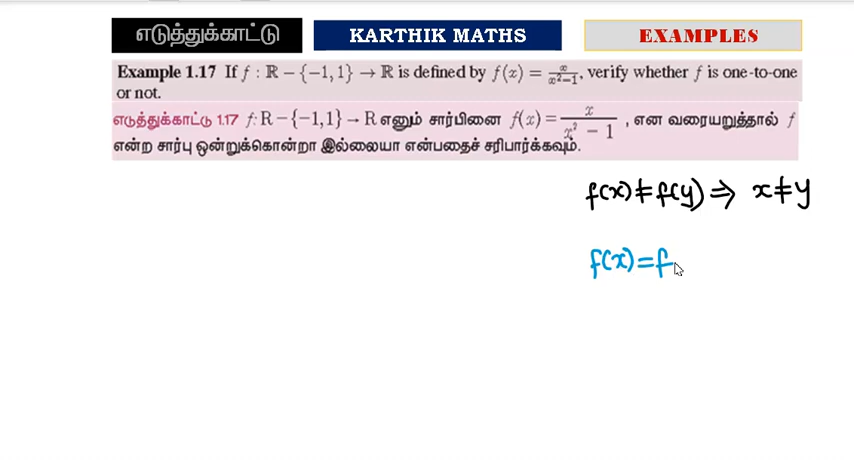 எடுத்துக்காட்டு KARTHIK MATHS EXAMPLES
Example 1.17 If f : ℝ − {−1, 1} → ℝ is defined by f(x) = x/(x²−1), verify whether f is one-to-one
or not.
எடுத்துக்காட்டு 1.17 f: R − {−1, 1} → R எனும் சார்பினை f(x) = x/(x² − 1), என வரையறுத்தால் f
என்ற சார்பு ஒன்றுக்கொன்றா இல்லையா என்பதைச் சரிபார்க்கவும்.
f(x) ≠ f(y) ⇒ x ≠ y
f(x) = f